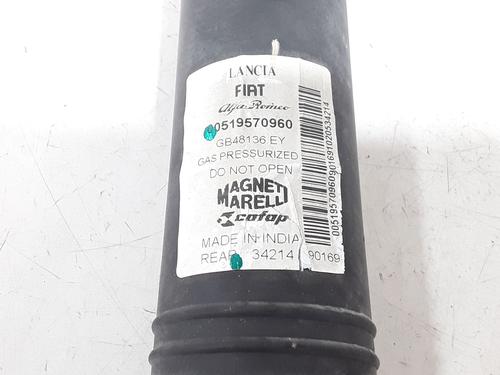 LANCIA
FIAT
Alfa Romeo
00519570960
GB48136 EY
GAS PRESSURIZED
DO NOT OPEN
MAGNETI
MARELLI
cofap
MADE IN INDIA
REAR 34214 90169
00519570960901691020534214